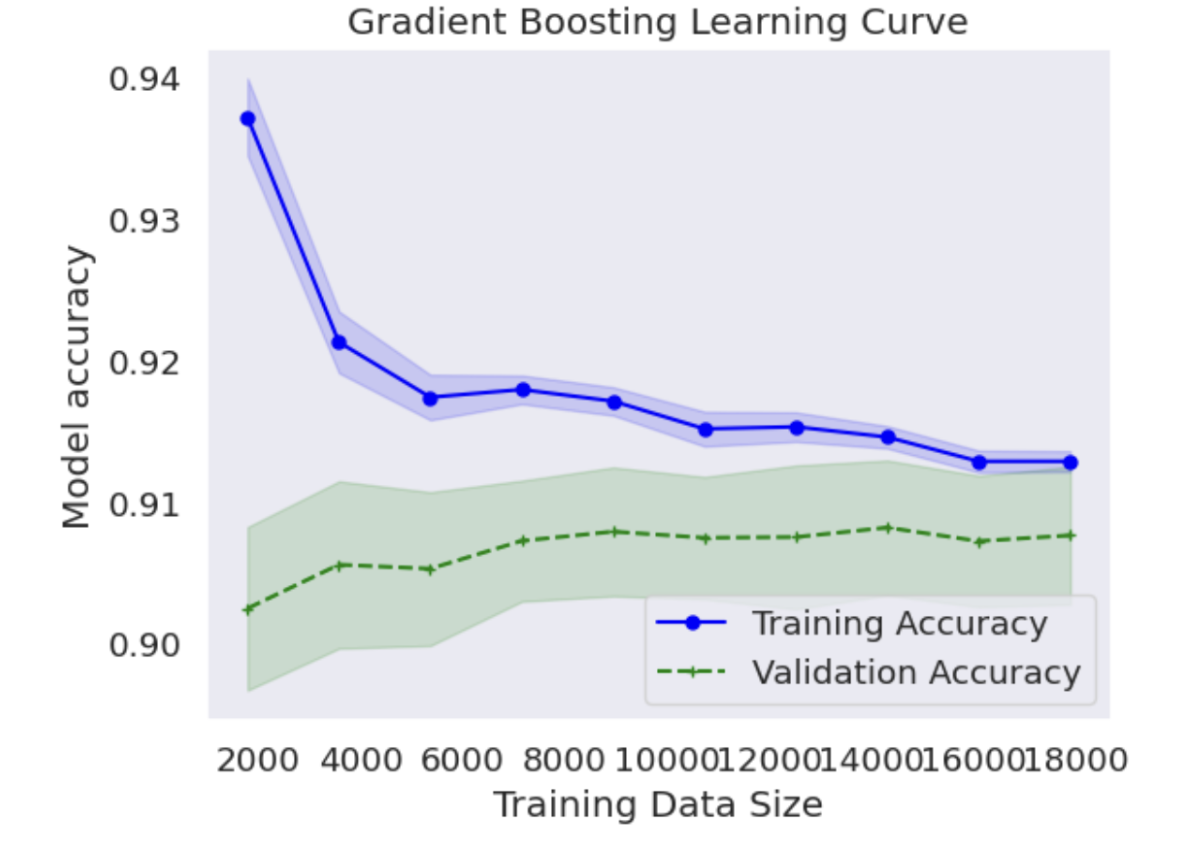 Gradient Boosting Learning Curve
0.94
0.93
0.92
0.91
0.90
Model accuracy
Training Accuracy
Validation Accuracy
2000 4000 6000 8000 10000 12000 14000 16000 18000
Training Data Size